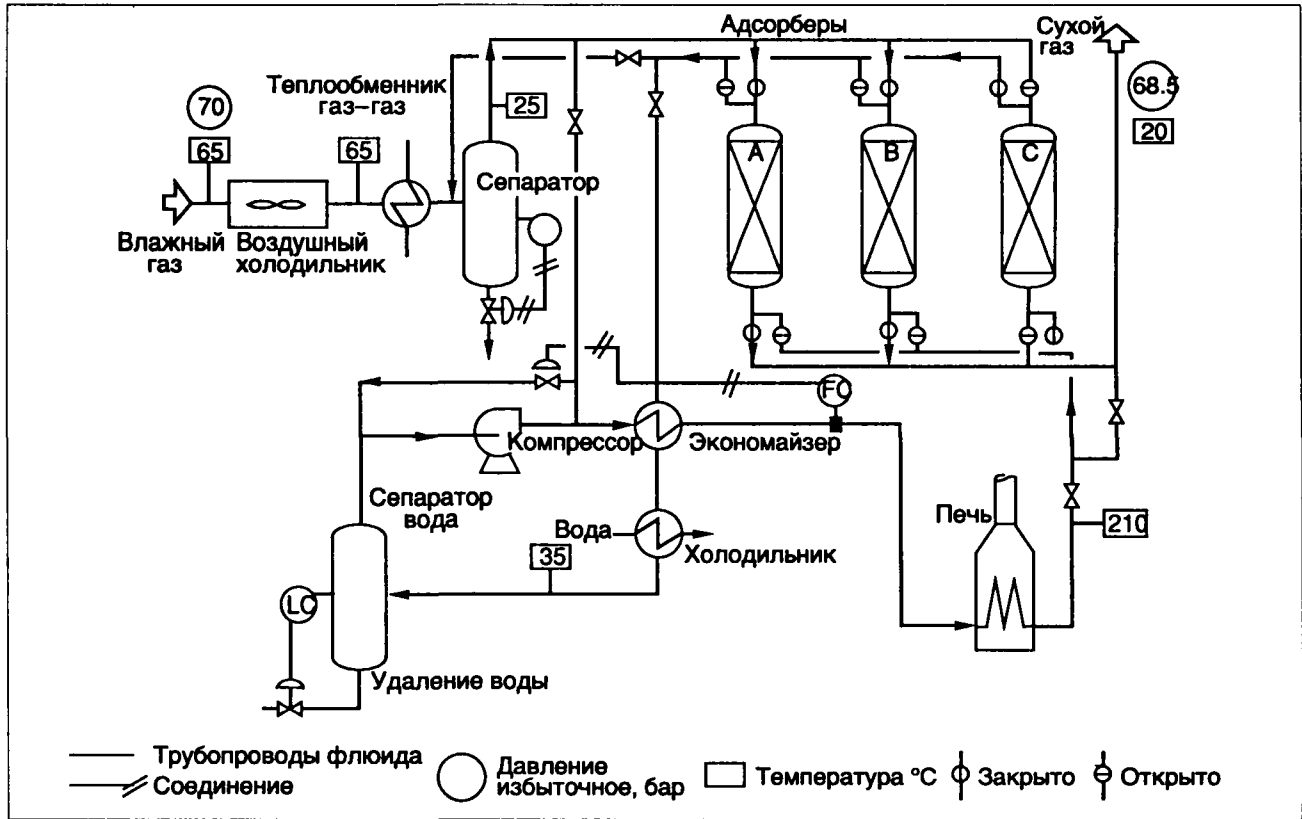 Адсорберы
Сухой
газ
Теплообменник
газ–газ
70
68.5
25
20
65
65
А
В
С
Сепаратор
Влажный
газ
Воздушный
холодильник
FC
Компрессор
Экономайзер
Сепаратор
вода
Печь
210
Вода
Холодильник
35
LC
Удаление воды
Трубопроводы флюида
Соединение
Давление
избыточное, бар
Температура °С
Закрыто
Открыто